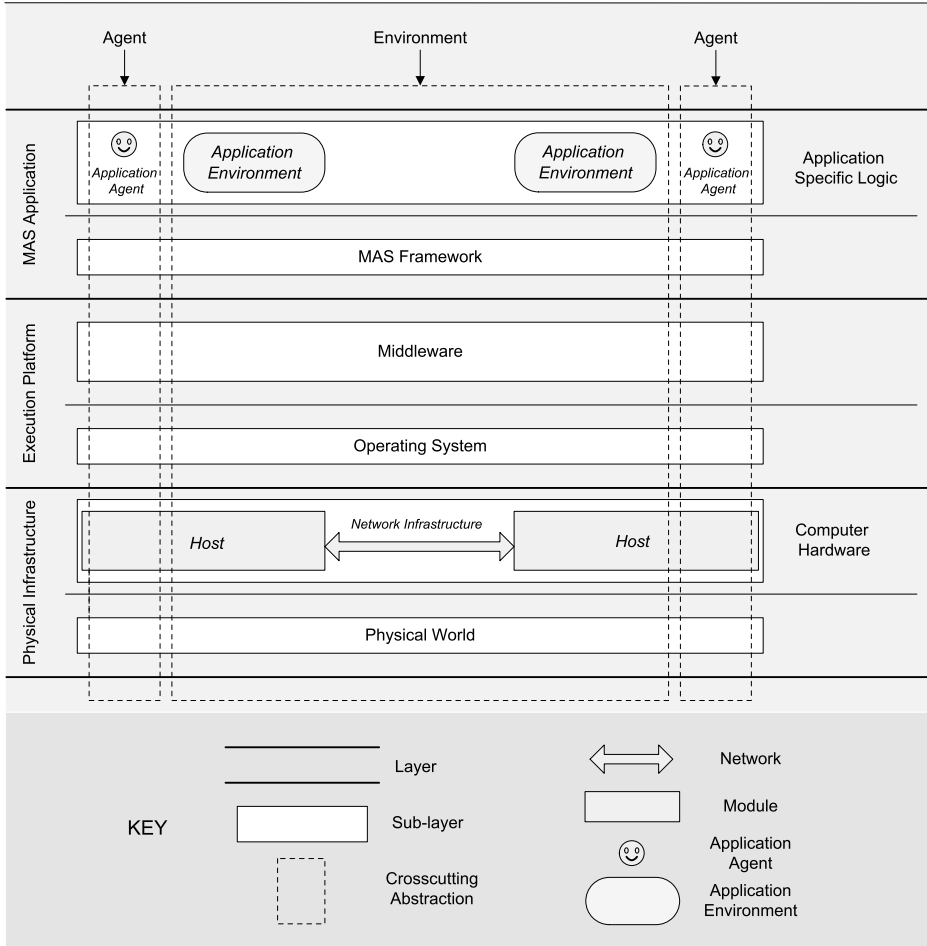 Agent
Environment
Agent
MAS Application
Application
Agent
Application
Environment
Application
Environment
Application
Agent
Application
Specific Logic
MAS Framework
Execution Platform
Middleware
Operating System
Physical Infrastructure
Host
Network Infrastructure
Host
Computer
Hardware
Physical World
KEY
Layer
Sub-layer
Crosscutting
Abstraction
Network
Module
Application
Agent
Application
Environment